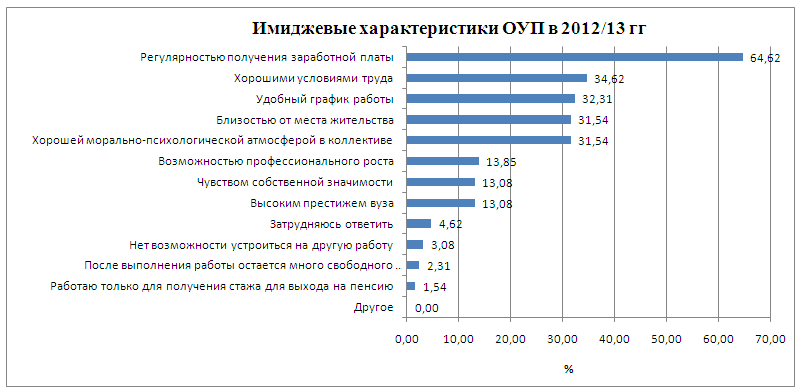 Имиджевые характеристики ОУП в 2012/13 гг
Регулярностью получения заработной платы 64,62
Хорошими условиями труда 34,62
Удобный график работы 32,31
Близостью от места жительства 31,54
Хорошей морально-психологической атмосферой в коллективе 31,54
Возможностью профессионального роста 13,85
Чувством собственной значимости 13,08
Высоким престижем вуза 13,08
Затрудняюсь ответить 4,62
Нет возможности устроиться на другую работу 3,08
После выполнения работы остается много свободного .. 2,31
Работаю только для получения стажа для выхода на пенсию 1,54
Другое 0,00
0,00 10,00 20,00 30,00 40,00 50,00 60,00 70,00
%